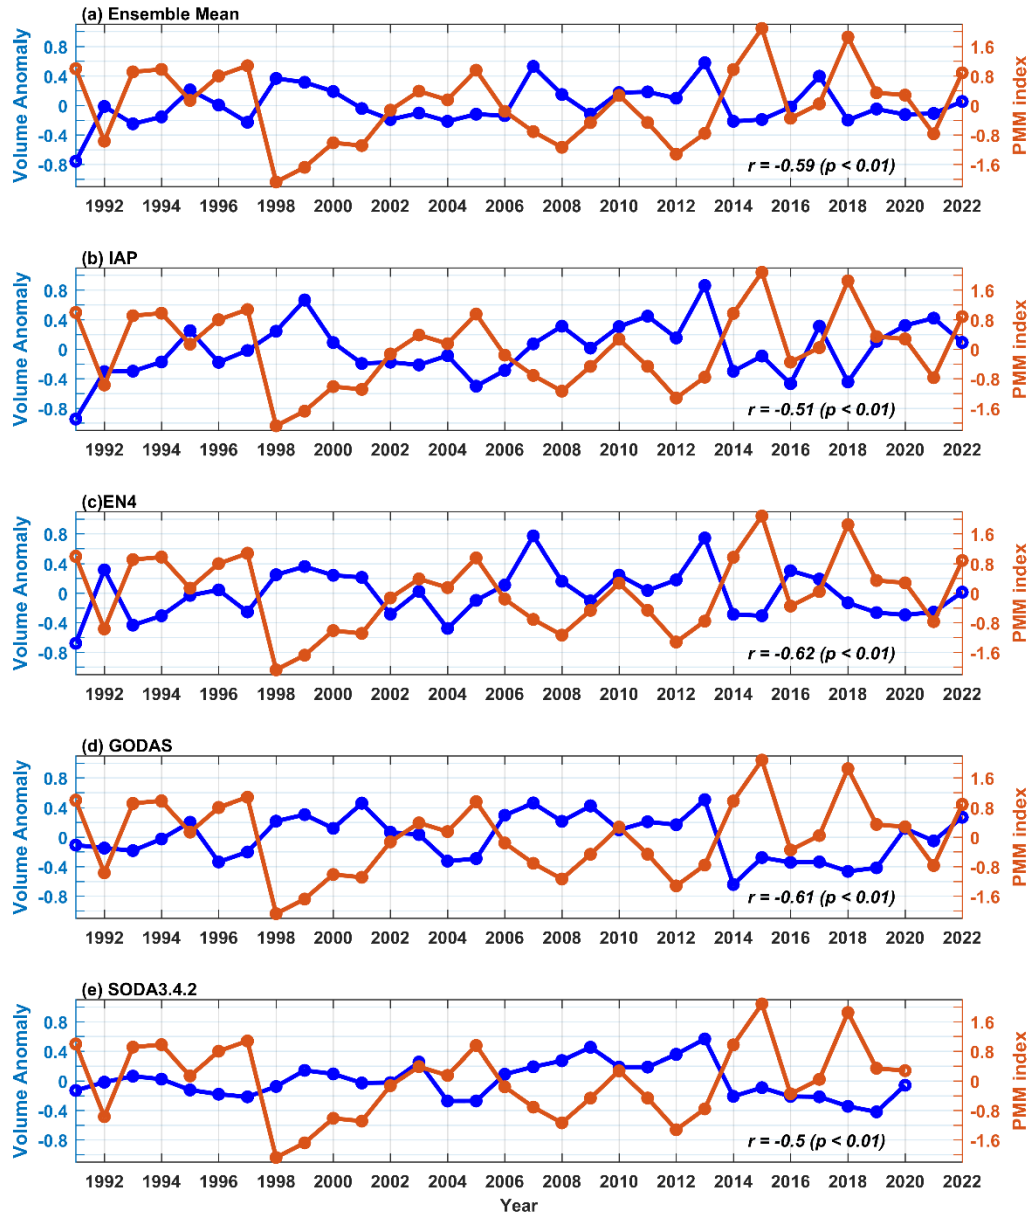 (a) Ensemble Mean
Volume Anomaly
0.8
0.4
0
-0.4
-0.8
1.6
0.8
0
-0.8
-1.6
PMM index
r = -0.59 (p < 0.01)
1992 1994 1996 1998 2000 2002 2004 2006 2008 2010 2012 2014 2016 2018 2020 2022
(b) IAP
Volume Anomaly
0.8
0.4
0
-0.4
-0.8
1.6
0.8
0
-0.8
-1.6
PMM index
r = -0.51 (p < 0.01)
1992 1994 1996 1998 2000 2002 2004 2006 2008 2010 2012 2014 2016 2018 2020 2022
(c)EN4
Volume Anomaly
0.8
0.4
0
-0.4
-0.8
1.6
0.8
0
-0.8
-1.6
PMM index
r = -0.62 (p < 0.01)
1992 1994 1996 1998 2000 2002 2004 2006 2008 2010 2012 2014 2016 2018 2020 2022
(d) GODAS
Volume Anomaly
0.8
0.4
0
-0.4
-0.8
1.6
0.8
0
-0.8
-1.6
PMM index
r = -0.61 (p < 0.01)
1992 1994 1996 1998 2000 2002 2004 2006 2008 2010 2012 2014 2016 2018 2020 2022
(e) SODA3.4.2
Volume Anomaly
0.8
0.4
0
-0.4
-0.8
1.6
0.8
0
-0.8
-1.6
PMM index
r = -0.5 (p < 0.01)
1992 1994 1996 1998 2000 2002 2004 2006 2008 2010 2012 2014 2016 2018 2020 2022
Year